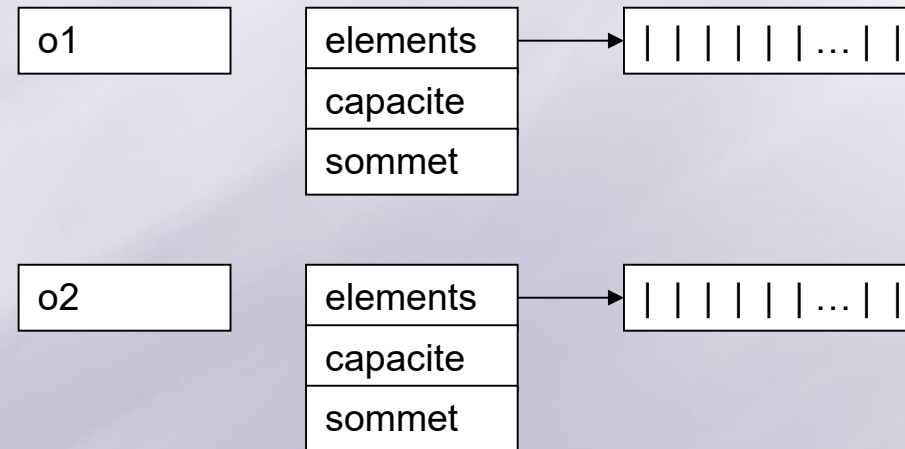 o1 elements | | | | | | ... | |
capacite
sommet
o2 elements | | | | | | ... | |
capacite
sommet